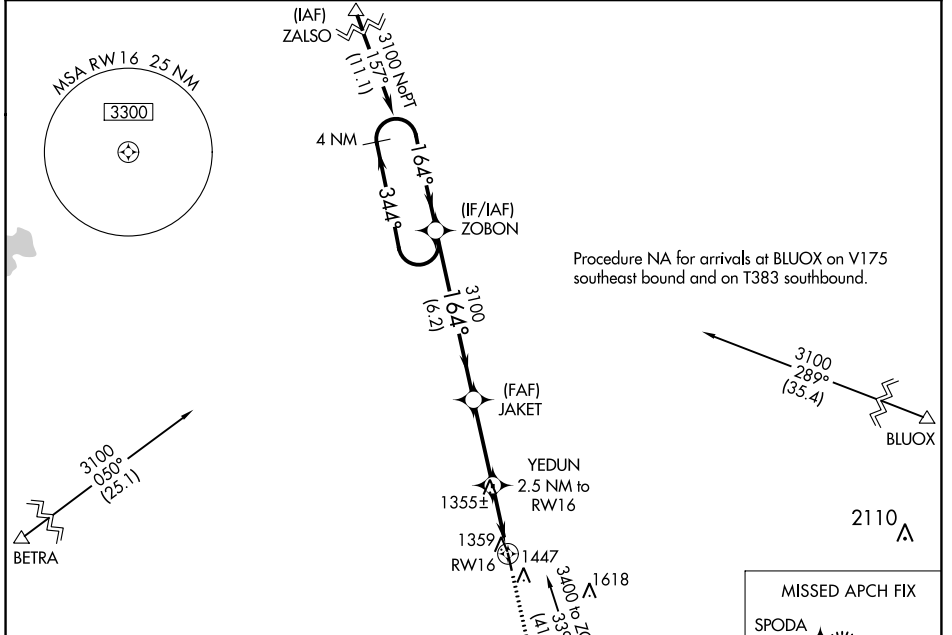 (IAF)
ZALSO
3100 NoPT
157°
(11.1)
MSA RW16 25 NM
3300
4 NM
164°
344°
(IF/IAF)
ZOBON
Procedure NA for arrivals at BLUOX on V175
southeast bound and on T383 southbound.
3100
164°
(6.2)
3100
289°
(35.4)
BLUOX
(FAF)
JAKET
3100
050°
(25.1)
BETRA
YEDUN
2.5 NM to
RW16
1355±
2110
1359
RW16
1447
1618
3400 to
MISSED APCH FIX
SPODA